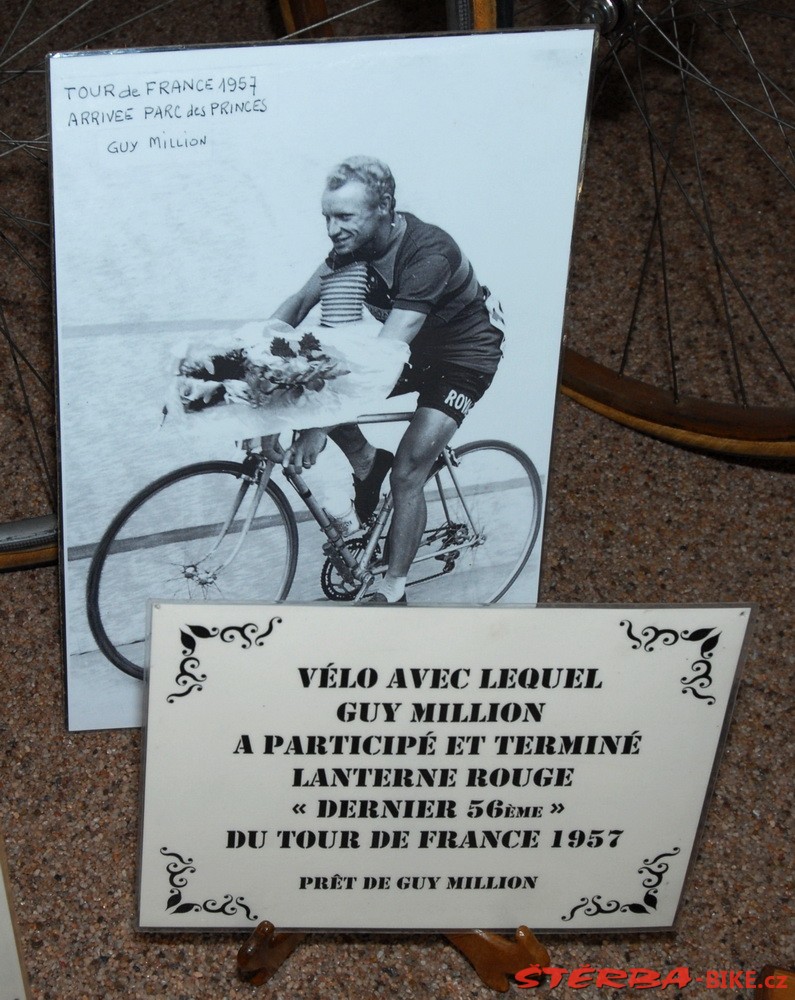 TOUR de FRANCE 1957
ARRIVEE PARC des PRINCES
GUY MILLION
ROY
VÉLO AVEC LEQUEL
GUY MILLION
A PARTICIPÉ ET TERMINÉ
LANTERNE ROUGE
« DERNIER 56ÈME »
DU TOUR DE FRANCE 1957
PRÊT DE GUY MILLION
ŠTĚRBA-BIKE.cz